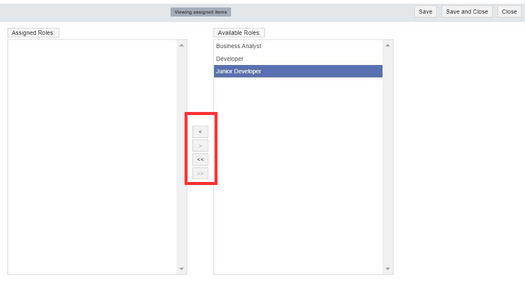 Viewing assigned items
Save
Save and Close
Close
Assigned Roles:
Available Roles:
Business Analyst
Developer
Junior Developer
<
>
<<
>>